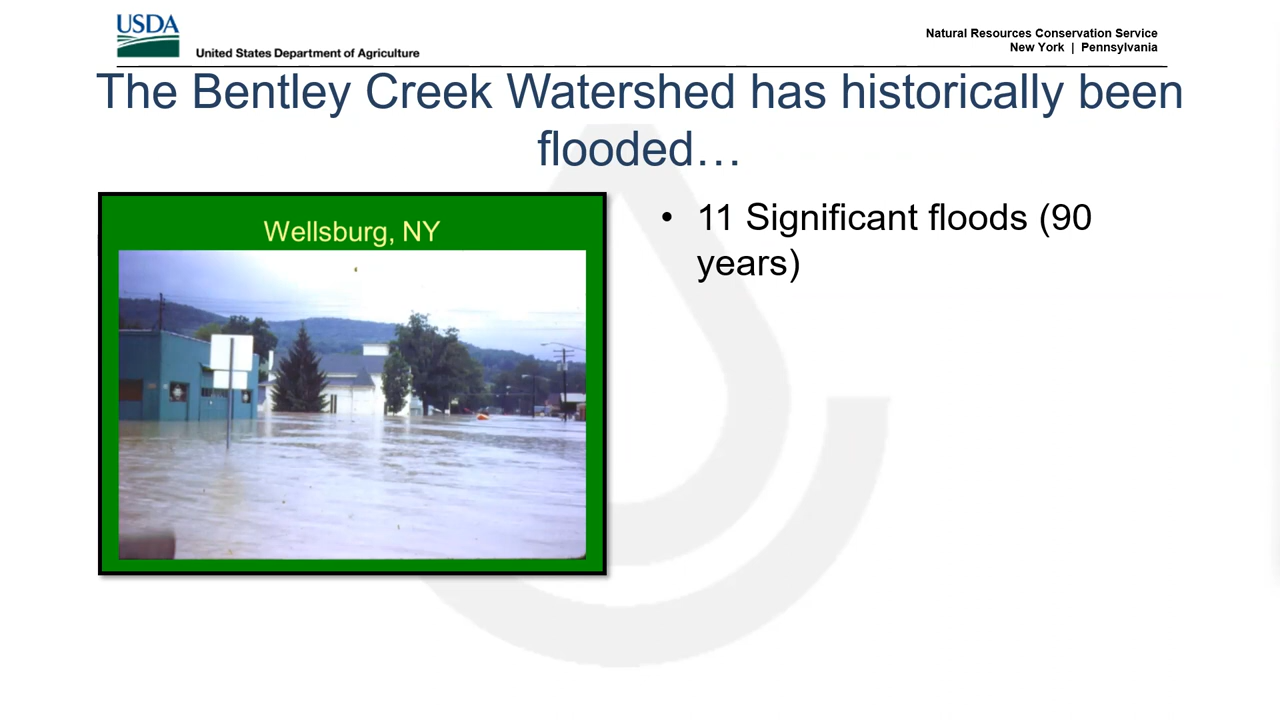 USDA
United States Department of Agriculture
Natural Resources Conservation Service
New York | Pennsylvania
The Bentley Creek Watershed has historically been
flooded…
Wellsburg, NY
• 11 Significant floods (90
years)